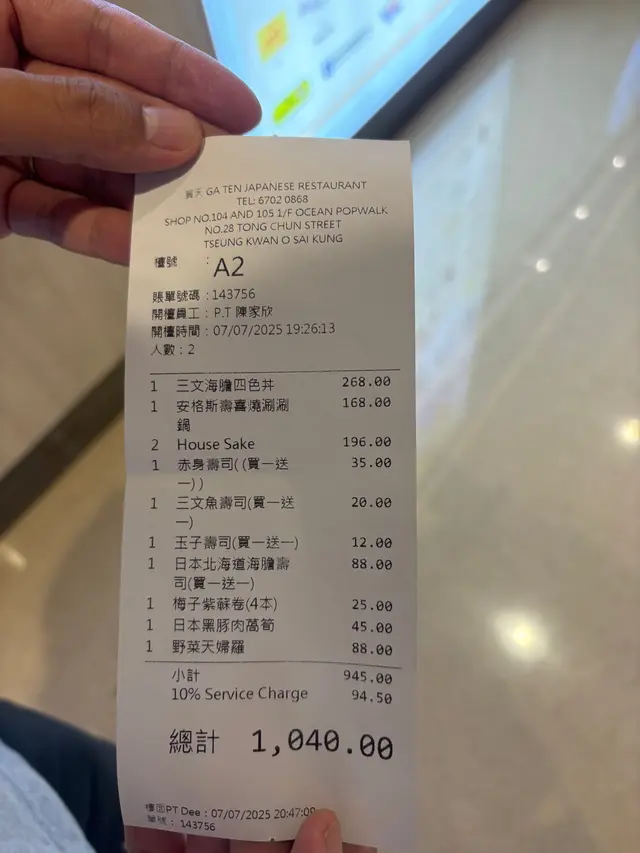 賀天 GA TEN JAPANESE RESTAURANT
TEL: 6702 0868
SHOP NO.104 AND 105 1/F OCEAN POPWALK
NO.28 TONG CHUN STREET
TSEUNG KWAN O SAI KUNG
檯號 : A2
賬單號碼 : 143756
開檯員工 : P.T 陳家欣
開檯時間 : 07/07/2025 19:26:13
人數 : 2
1 三文海膽四色丼 268.00
1 安格斯壽喜燒涮涮 168.00
鍋
2 House Sake 196.00
1 赤身壽司((買一送 35.00
一))
1 三文魚壽司(買一送 20.00
一)
1 玉子壽司(買一送一) 12.00
1 日本北海道海膽壽 88.00
司(買一送一)
1 梅子紫蘇卷(4本) 25.00
1 日本黑豚肉萵筍 45.00
1 野菜天婦羅 88.00
小計 945.00
10% Service Charge 94.50
總計 1,040.00
檯面PT Dee : 07/07/2025 20:47:09
單號 : 143756